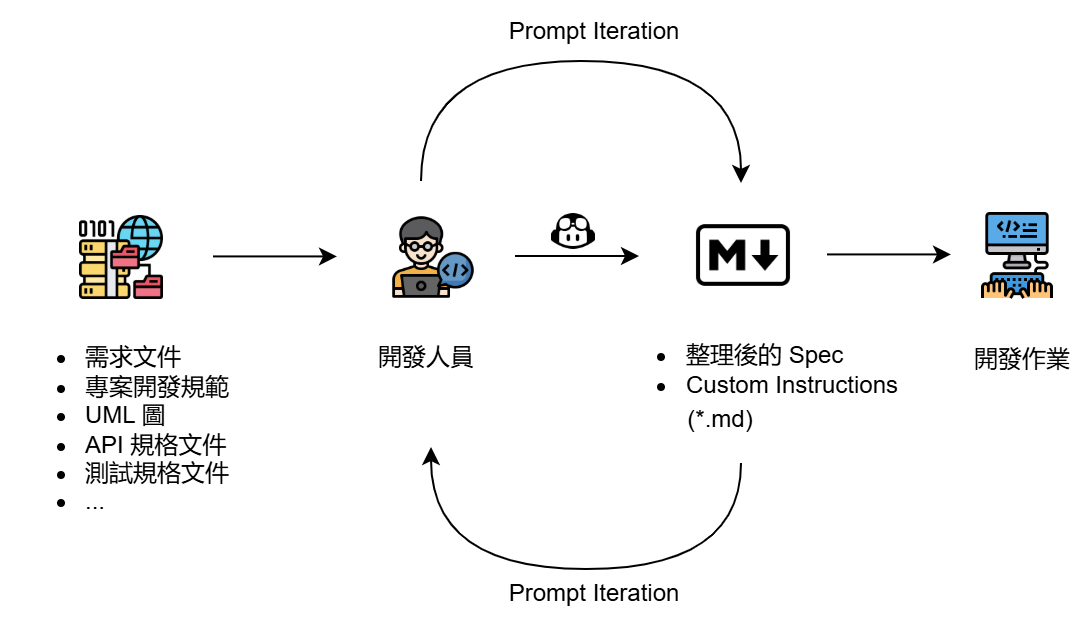 Prompt Iteration
0101
M
需求文件
專案開發規範
UML 圖
API 規格文件
測試規格文件
...
開發人員
</>
整理後的 Spec
Custom Instructions
(*.md)
</>
開發作業
Prompt Iteration